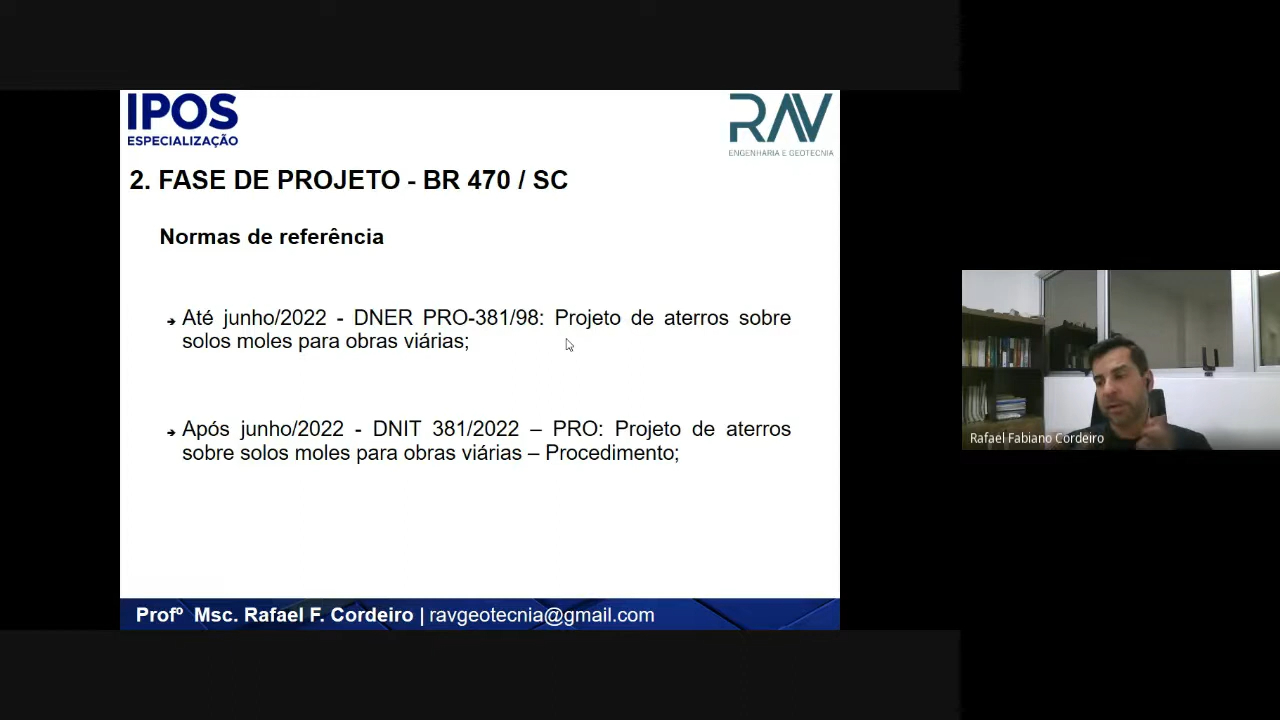 IPOS
ESPECIALIZAÇÃO
RAV
ENGENHARIA E GEOTECNIA
2. FASE DE PROJETO - BR 470 / SC
Normas de referência
➔ Até junho/2022 - DNER PRO-381/98: Projeto de aterros sobre
solos moles para obras viárias;
➔ Após junho/2022 - DNIT 381/2022 – PRO: Projeto de aterros
sobre solos moles para obras viárias – Procedimento;
Rafael Fabiano Cordeiro
Profº Msc. Rafael F. Cordeiro | ravgeotecnia@gmail.com